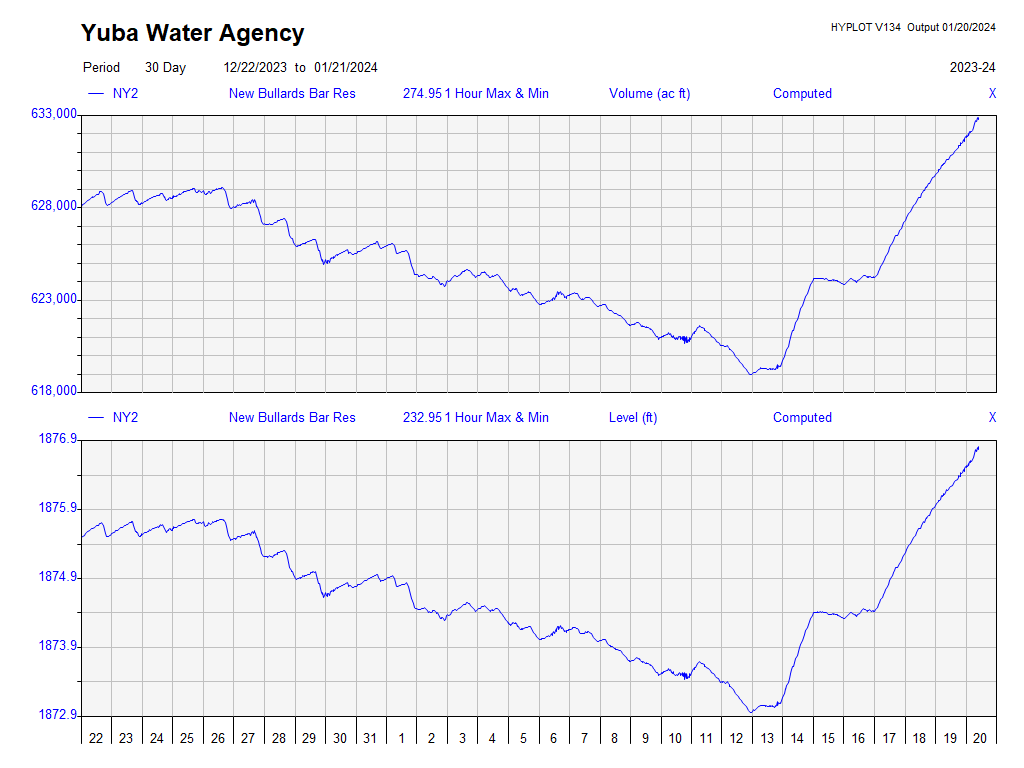 Yuba Water Agency
HYPLOT V134 Output 01/20/2024
Period 30 Day 12/22/2023 to 01/21/2024 2023-24
NY2 New Bullards Bar Res 274.95 1 Hour Max & Min Volume (ac ft) Computed X
633,000
628,000
623,000
618,000
NY2 New Bullards Bar Res 232.95 1 Hour Max & Min Level (ft) Computed X
1876.9
1875.9
1874.9
1873.9
1872.9
22 23 24 25 26 27 28 29 30 31 1 2 3 4 5 6 7 8 9 10 11 12 13 14 15 16 17 18 19 20